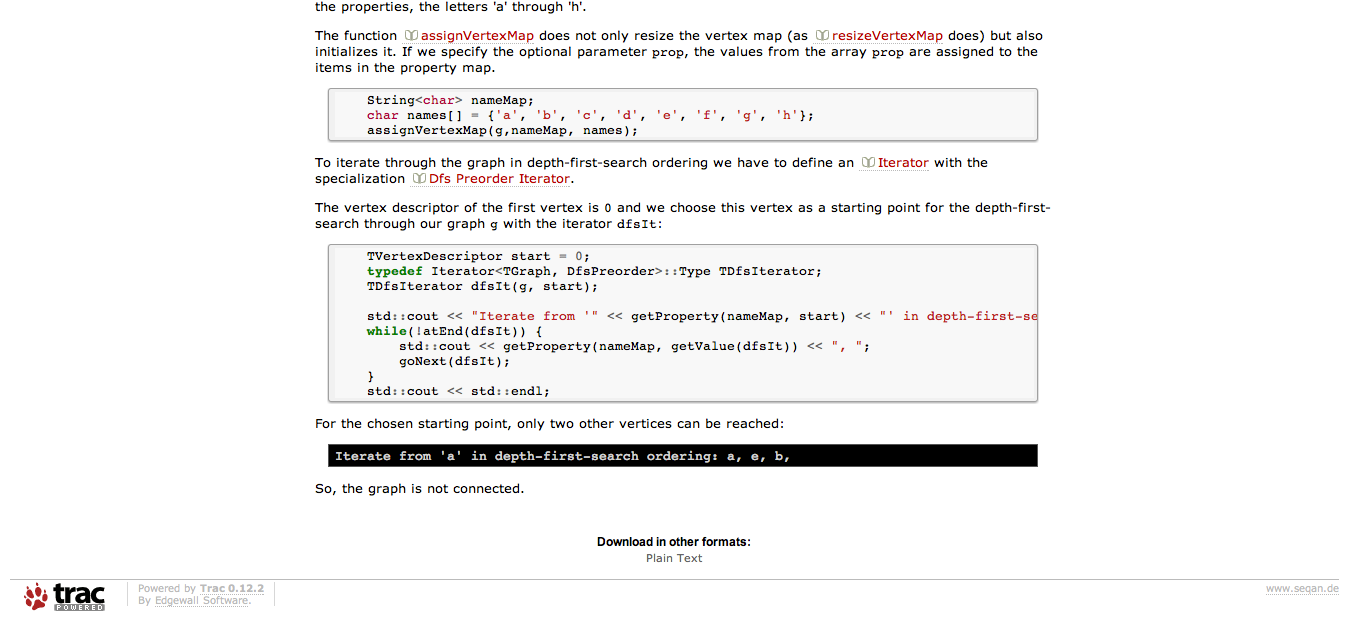 the properties, the letters 'a' through 'h'.
The function assignVertexMap does not only resize the vertex map (as resizeVertexMap does) but also
initializes it. If we specify the optional parameter prop, the values from the array prop are assigned to the
items in the property map.
String<char> nameMap;
char names[] = {'a', 'b', 'c', 'd', 'e', 'f', 'g', 'h'};
assignVertexMap(g,nameMap, names);
To iterate through the graph in depth-first-search ordering we have to define an Iterator with the
specialization Dfs Preorder Iterator.
The vertex descriptor of the first vertex is 0 and we choose this vertex as a starting point for the depth-first-
search through our graph g with the iterator dfsIt:
TVertexDescriptor start = 0;
typedef Iterator<TGraph, DfsPreorder>::Type TDfsIterator;
TDfsIterator dfsIt(g, start);
std::cout << "Iterate from '" << getProperty(nameMap, start) << "' in depth-first-se
while(!atEnd(dfsIt)) {
    std::cout << getProperty(nameMap, getValue(dfsIt)) << ", ";
    goNext(dfsIt);
}
std::cout << std::endl;
For the chosen starting point, only two other vertices can be reached:
Iterate from 'a' in depth-first-search ordering: a, e, b,
So, the graph is not connected.
Download in other formats:
Plain Text
trac
POWERED
Powered by Trac 0.12.2
By Edgewall Software.
www.seqan.de